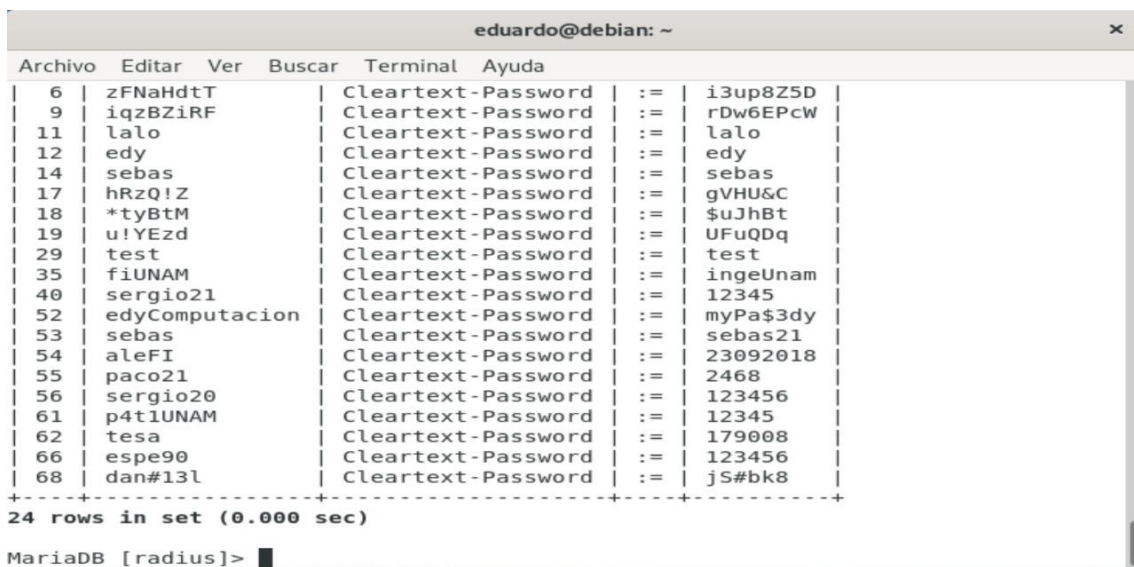 eduardo@debian: ~ ×
Archivo Editar Ver Buscar Terminal Ayuda
| 6 | zFNaHdtT | Cleartext-Password | := | i3up8Z5D |
| 9 | iqzBZiRF | Cleartext-Password | := | rDw6EPcW |
| 11 | lalo | Cleartext-Password | := | lalo |
| 12 | edy | Cleartext-Password | := | edy |
| 14 | sebas | Cleartext-Password | := | sebas |
| 17 | hRzQ!Z | Cleartext-Password | := | gVHU&C |
| 18 | *tyBtM | Cleartext-Password | := | $uJhBt |
| 19 | u!YEzd | Cleartext-Password | := | UFuQDq |
| 29 | test | Cleartext-Password | := | test |
| 35 | fiUNAM | Cleartext-Password | := | ingeUnam |
| 40 | sergio21 | Cleartext-Password | := | 12345 |
| 52 | edyComputacion | Cleartext-Password | := | myPa$3dy |
| 53 | sebas | Cleartext-Password | := | sebas21 |
| 54 | aleFI | Cleartext-Password | := | 23092018 |
| 55 | paco21 | Cleartext-Password | := | 2468 |
| 56 | sergio20 | Cleartext-Password | := | 123456 |
| 61 | p4t1UNAM | Cleartext-Password | := | 12345 |
| 62 | tesa | Cleartext-Password | := | 179008 |
| 66 | espe90 | Cleartext-Password | := | 123456 |
| 68 | dan#13l | Cleartext-Password | := | jS#bk8 |
+----+----------------+--------------------+----+----------+
24 rows in set (0.000 sec)
MariaDB [radius]>